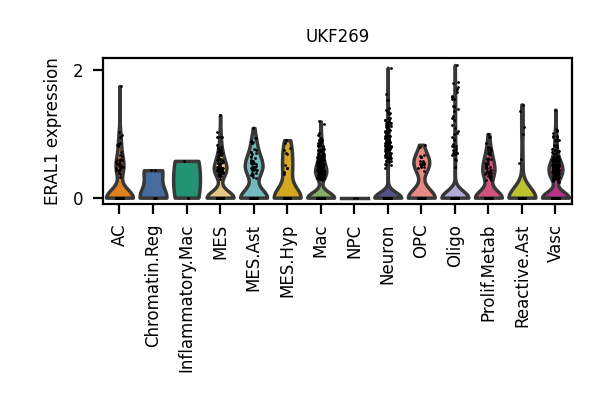 UKF269
ERAL1 expression
2
0
AC
Chromatin.Reg
Inflammatory.Mac
MES
MES.Ast
MES.Hyp
Mac
NPC
Neuron
OPC
Oligo
Prolif.Metab
Reactive.Ast
Vasc